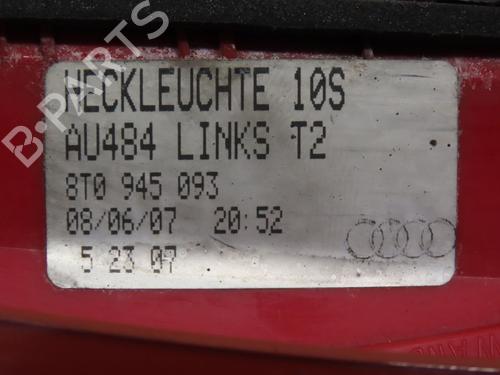 HECKLEUCHTE 10S
AU484 LINKS T2
8T0 945 093
08/06/07 20:52
5 23 07
B-PARTS